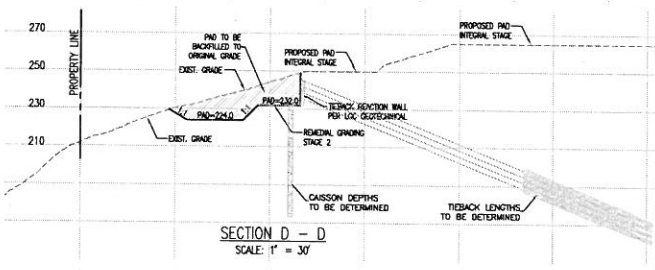 270
250
230
210
PROPERTY LINE
PAD TO BE
BACKFILLED TO
ORIGINAL GRADE
EXIST. GRADE
PROPOSED PAD
INTEGRAL STAGE
PROPOSED PAD
INTEGRAL STAGE
PAD=224.0
PAD=232.0
TIEBACK REACTION WALL
PER LGC GEOTECHNICAL
EXIST. GRADE
REMEDIAL GRADING
STAGE 2
CAISSON DEPTHS
TO BE DETERMINED
TIEBACK LENGTHS
TO BE DETERMINED
SECTION D - D
SCALE: 1" = 30'